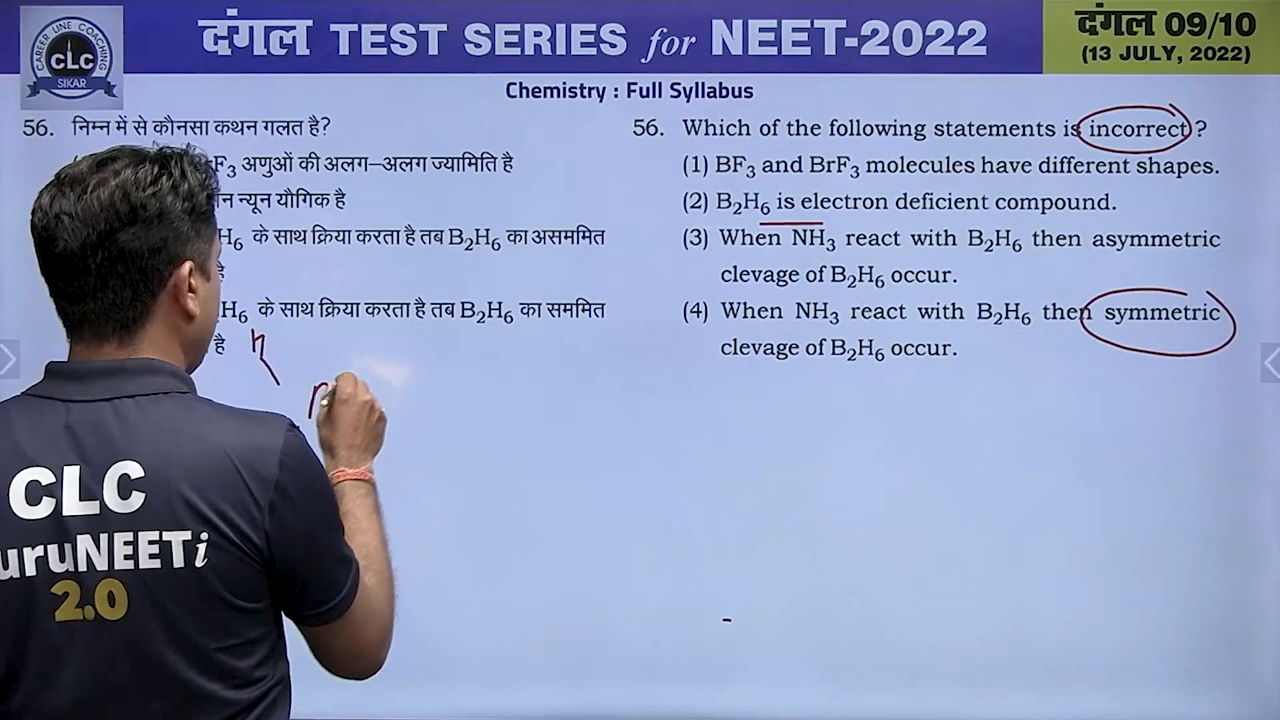 दंगल TEST SERIES for NEET-2022
दंगल 09/10
(13 JULY, 2022)
CAREER LINE COACHING
CLC
SIKAR
Chemistry : Full Syllabus
56. निम्न में से कौनसा कथन गलत है?
F₃ अणुओं की अलग–अलग ज्यामिति है
न्यून यौगिक है
H₆ के साथ क्रिया करता है तब B₂H₆ का असममित
है
H₆ के साथ क्रिया करता है तब B₂H₆ का सममित
है
56. Which of the following statements is incorrect ?
(1) BF₃ and BrF₃ molecules have different shapes.
(2) B₂H₆ is electron deficient compound.
(3) When NH₃ react with B₂H₆ then asymmetric
clevage of B₂H₆ occur.
(4) When NH₃ react with B₂H₆ then symmetric
clevage of B₂H₆ occur.
CLC
uruNEETi
2.0